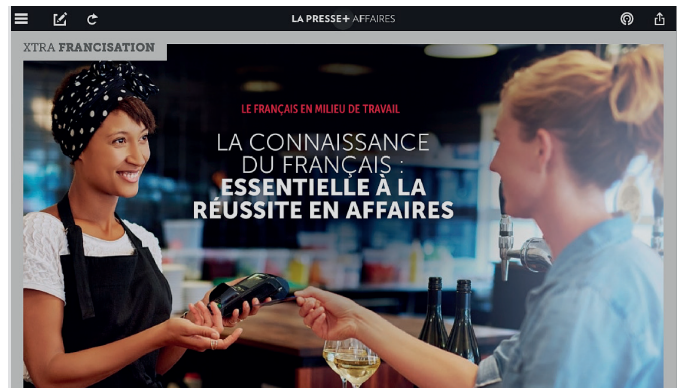 LA PRESSE+ AFFAIRES
XTRA FRANCISATION
LE FRANÇAIS EN MILIEU DE TRAVAIL
LA CONNAISSANCE
DU FRANÇAIS :
ESSENTIELLE À LA
RÉUSSITE EN AFFAIRES